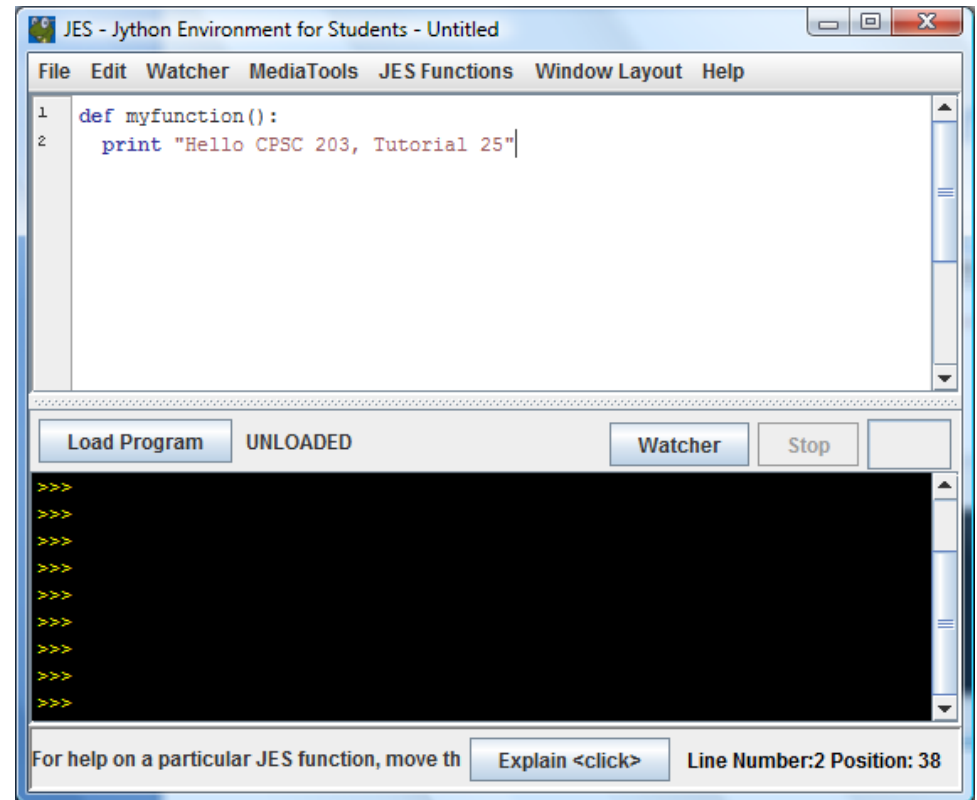 JES - Jython Environment for Students - Untitled
File Edit Watcher MediaTools JES Functions Window Layout Help
1 def myfunction():
2 print "Hello CPSC 203, Tutorial 25"
Load Program UNLOADED Watcher Stop
>>>
>>>
>>>
>>>
>>>
>>>
>>>
>>>
>>>
For help on a particular JES function, move th Explain <click> Line Number:2 Position: 38